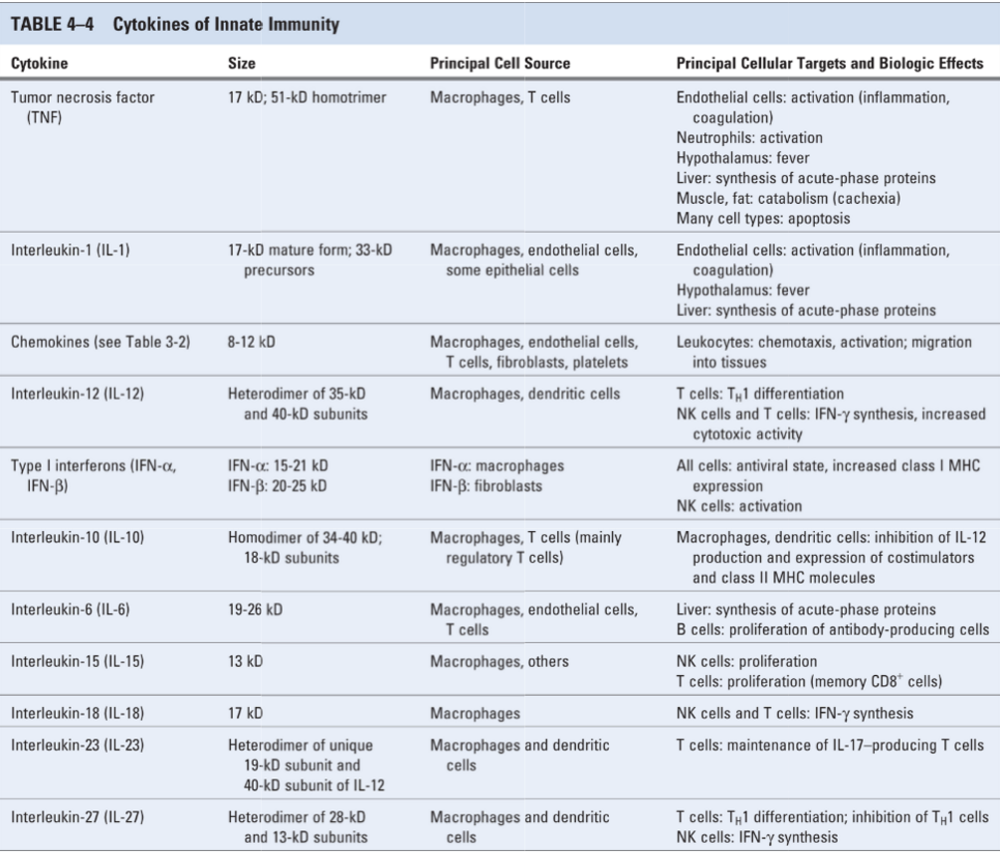 TABLE 4–4 Cytokines of Innate Immunity
Cytokine Size Principal Cell Source Principal Cellular Targets and Biologic Effects
Tumor necrosis factor 17 kD; 51-kD homotrimer Macrophages, T cells Endothelial cells: activation (inflammation,
(TNF) coagulation)
Neutrophils: activation
Hypothalamus: fever
Liver: synthesis of acute-phase proteins
Muscle, fat: catabolism (cachexia)
Many cell types: apoptosis
Interleukin-1 (IL-1) 17-kD mature form; 33-kD Macrophages, endothelial cells, Endothelial cells: activation (inflammation,
precursors some epithelial cells coagulation)
Hypothalamus: fever
Liver: synthesis of acute-phase proteins
Chemokines (see Table 3-2) 8-12 kD Macrophages, endothelial cells, Leukocytes: chemotaxis, activation; migration
T cells, fibroblasts, platelets into tissues
Interleukin-12 (IL-12) Heterodimer of 35-kD Macrophages, dendritic cells T cells: TH1 differentiation
and 40-kD subunits NK cells and T cells: IFN-γ synthesis, increased
cytotoxic activity
Type I interferons (IFN-α, IFN-α: 15-21 kD IFN-α: macrophages All cells: antiviral state, increased class I MHC
IFN-β) IFN-β: 20-25 kD IFN-β: fibroblasts expression
NK cells: activation
Interleukin-10 (IL-10) Homodimer of 34-40 kD; Macrophages, T cells (mainly Macrophages, dendritic cells: inhibition of IL-12
18-kD subunits regulatory T cells) production and expression of costimulators
and class II MHC molecules
Interleukin-6 (IL-6) 19-26 kD Macrophages, endothelial cells, Liver: synthesis of acute-phase proteins
T cells B cells: proliferation of antibody-producing cells
Interleukin-15 (IL-15) 13 kD Macrophages, others NK cells: proliferation
T cells: proliferation (memory CD8+ cells)
Interleukin-18 (IL-18) 17 kD Macrophages NK cells and T cells: IFN-γ synthesis
Interleukin-23 (IL-23) Heterodimer of unique Macrophages and dendritic T cells: maintenance of IL-17–producing T cells
19-kD subunit and cells
40-kD subunit of IL-12
Interleukin-27 (IL-27) Heterodimer of 28-kD Macrophages and dendritic T cells: TH1 differentiation; inhibition of TH1 cells
and 13-kD subunits cells NK cells: IFN-γ synthesis